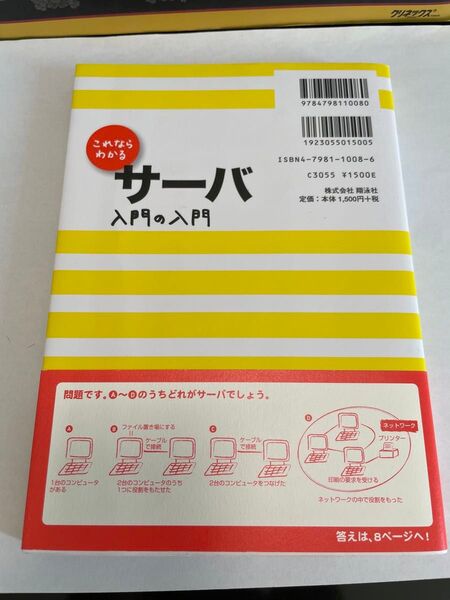 クリネックス
9784798110080
1923055015005
ISBN4-7981-1008-6
C3055 ¥1500E
株式会社 翔泳社
定価：本体1,500円+税
これなら
わかる
サーバ
入門の入門
問題です。A〜Dのうちどれがサーバでしょう。
A
1台のコンピュータ
がある
B
ファイル置き場にする
ケーブル
で接続
2台のコンピュータのうち
1つに役割をもたせた
C
ケーブル
で接続
2台のコンピュータをつなげた
D
ネットワーク
プリンター
印刷の要求を受ける
ネットワークの中で役割をもった
答えは、8ページへ！